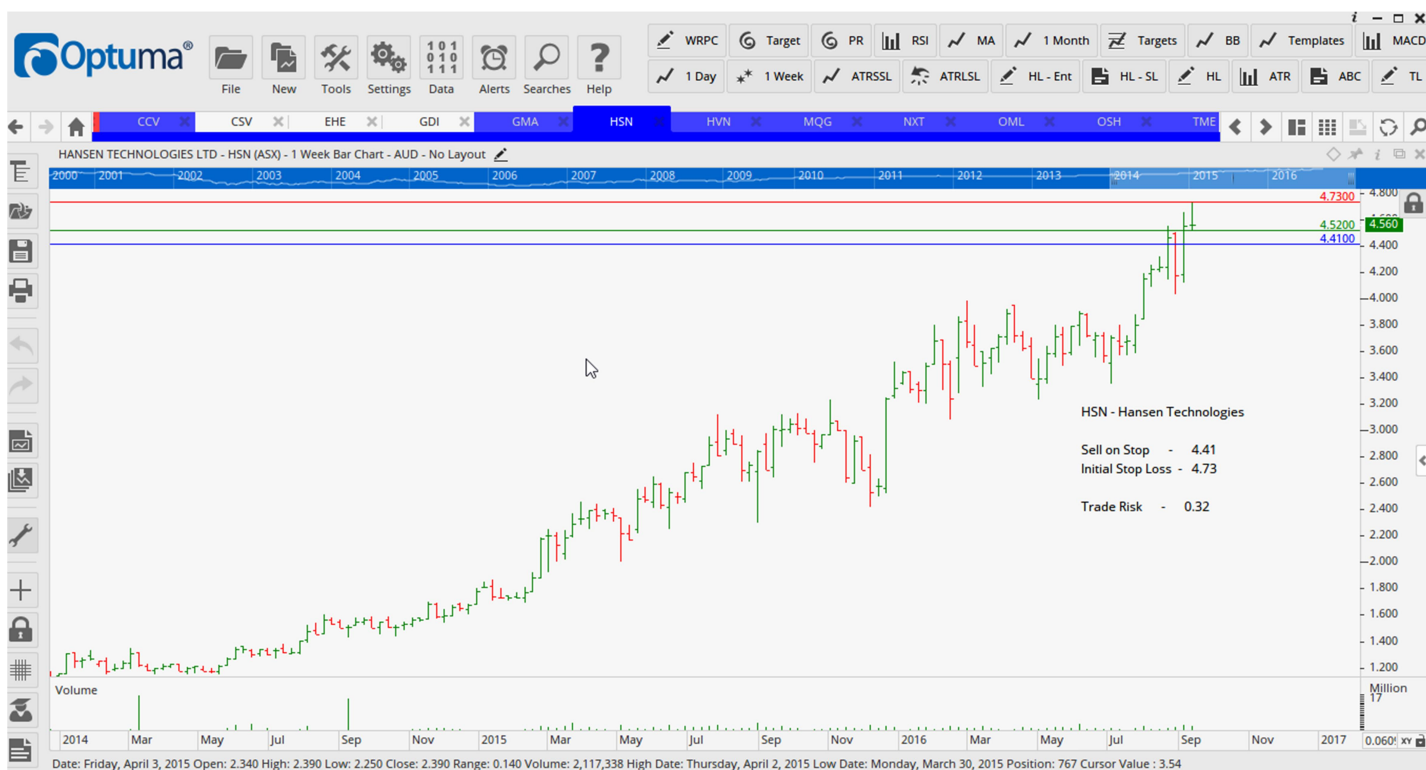 i
Optuma®
File New Tools Settings Data Alerts Searches Help
101
010
111
WRPC Target PR RSI MA 1 Month Targets BB Templates MACD
1 Day 1 Week ATRSSL ATRLSL HL - Ent HL - SL HL ATR ABC TL
CCV CSV EHE GDI GMA HSN HVN MQG NXT OML OSH TME
HANSEN TECHNOLOGIES LTD - HSN (ASX) - 1 Week Bar Chart - AUD - No Layout
2000 2001 2002 2003 2004 2005 2006 2007 2008 2009 2010 2011 2012 2013 2014 2015 2016
4.800
4.7300
4.5200 4.560
4.4100
4.400
4.200
4.000
3.800
3.600
3.400
3.200
3.000
2.800
2.600
2.400
2.200
2.000
1.800
1.600
1.400
1.200
HSN - Hansen Technologies
Sell on Stop - 4.41
Initial Stop Loss - 4.73
Trade Risk - 0.32
Volume Million
17
2014 Mar May Jul Sep Nov 2015 Mar May Jul Sep Nov 2016 Mar May Jul Sep Nov 2017 XY
Date: Friday, April 3, 2015 Open: 2.340 High: 2.390 Low: 2.250 Close: 2.390 Range: 0.140 Volume: 2,117,338 High Date: Thursday, April 2, 2015 Low Date: Monday, March 30, 2015 Position: 767 Cursor Value : 3.54